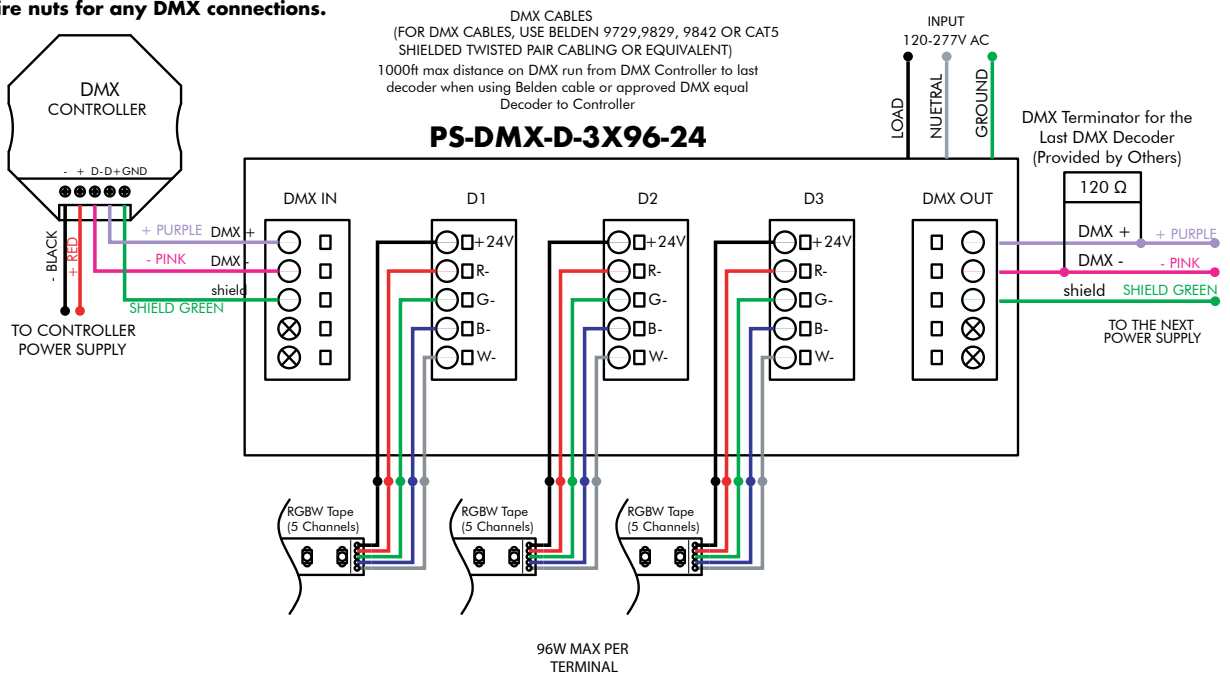 ire nuts for any DMX connections.
DMX CABLES
(FOR DMX CABLES, USE BELDEN 9729,9829, 9842 OR CAT5
SHIELDED TWISTED PAIR CABLING OR EQUIVALENT)
1000ft max distance on DMX run from DMX Controller to last
decoder when using Belden cable or approved DMX equal
Decoder to Controller
PS-DMX-D-3X96-24
INPUT
120-277V AC
LOAD
NUETRAL
GROUND
DMX Terminator for the
Last DMX Decoder
(Provided by Others)
120 Ω
DMX
CONTROLLER
- + D- D+ GND
- BLACK
+ RED
+ PURPLE
DMX +
- PINK
DMX -
shield
SHIELD GREEN
TO CONTROLLER
POWER SUPPLY
DMX IN
D1
+24V
R-
G-
B-
W-
D2
+24V
R-
G-
B-
W-
D3
+24V
R-
G-
B-
W-
DMX OUT
DMX +
+ PURPLE
DMX -
- PINK
shield
SHIELD GREEN
TO THE NEXT
POWER SUPPLY
RGBW Tape
(5 Channels)
RGBW Tape
(5 Channels)
RGBW Tape
(5 Channels)
96W MAX PER
TERMINAL